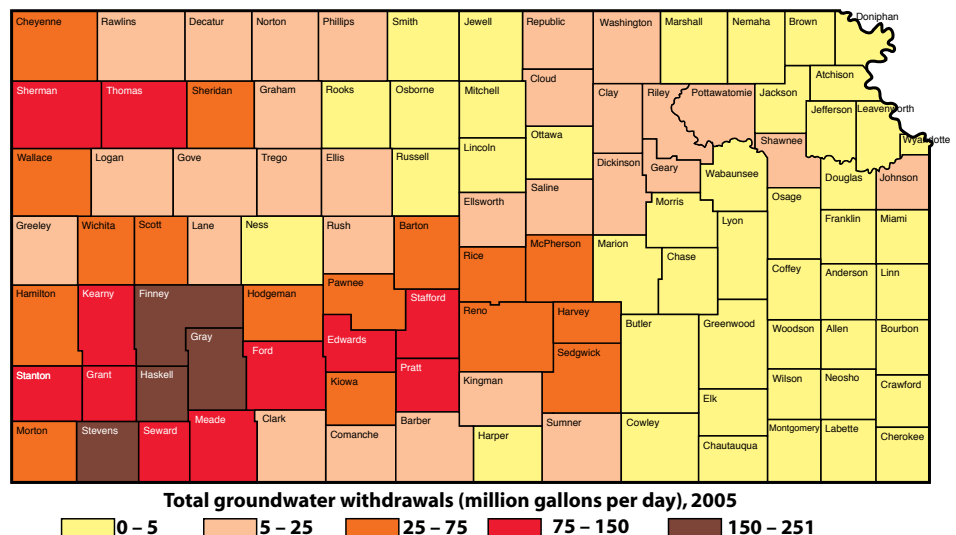 Cheyenne Rawlins Decatur Norton Phillips Smith Jewell Republic Washington Marshall Nemaha Brown Doniphan
Sherman Thomas Sheridan Graham Rooks Osborne Mitchell Cloud Clay Riley Pottawatomie Jackson Atchison
Jefferson Leavenworth
Wallace Logan Gove Trego Ellis Russell Lincoln Ottawa Dickinson Geary Shawnee Wyandotte
Wabaunsee Douglas Johnson
Greeley Wichita Scott Lane Ness Rush Barton Ellsworth Saline Morris Lyon Osage Franklin Miami
Rice McPherson Marion Chase Coffey Anderson Linn
Hamilton Kearny Finney Hodgeman Pawnee Stafford
Gray Edwards Reno Harvey Butler Greenwood Woodson Allen Bourbon
Stanton Grant Haskell Ford Kiowa Pratt Kingman Sedgwick Elk Wilson Neosho Crawford
Morton Stevens Seward Meade Clark Comanche Barber Harper Sumner Cowley Chautauqua Montgomery Labette Cherokee
Total groundwater withdrawals (million gallons per day), 2005
0 – 5 5 – 25 25 – 75 75 – 150 150 – 251